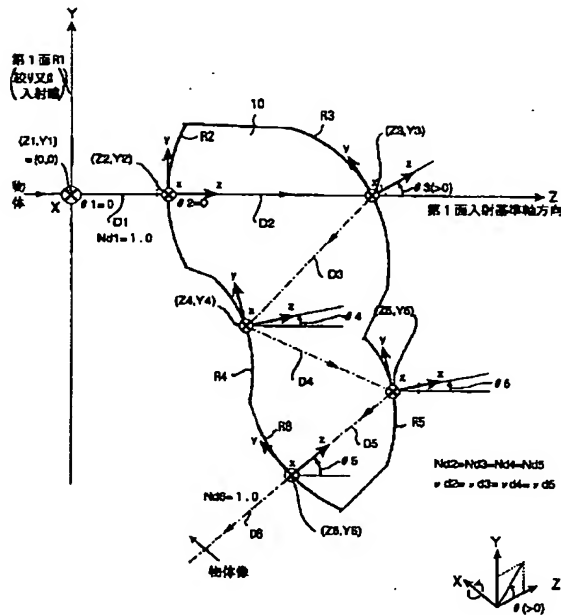 Y
第1面R1
絞り又は
入射瞳
(Z1,Y1)
=(0,0)
(Z2,Y2)
10
R2
R3
(Z3,Y3)
y
y
z
物体
X
θ1=0
x
z
θ2=0
x
θ3(>0)
Z
D1
D2
第1面入射基準軸方向
Nd1=1.0
D3
y
(Z4,Y4)
x
z
θ4
(Z5,Y5)
y
R4
D4
x
z
θ6
R6
D5
R5
y
z
x
θ5
Nd2=Nd3=Nd4=Nd5
νd2=νd3=νd4=νd5
Nd6=1.0
D6
(Z6,Y6)
物体像
Y
X
Z
θ(>0)